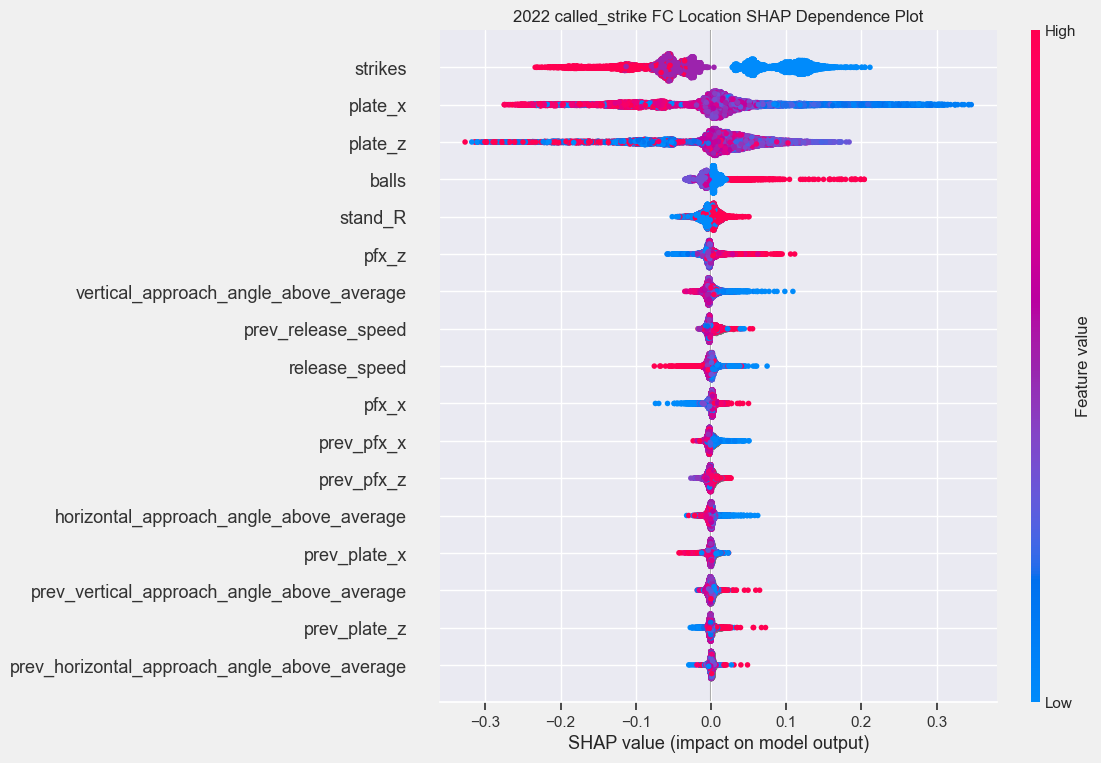 2022 called_strike FC Location SHAP Dependence Plot
High
strikes
plate_x
plate_z
balls
stand_R
pfx_z
vertical_approach_angle_above_average
prev_release_speed
release_speed
pfx_x
prev_pfx_x
prev_pfx_z
horizontal_approach_angle_above_average
prev_plate_x
prev_vertical_approach_angle_above_average
prev_plate_z
prev_horizontal_approach_angle_above_average
Feature value
Low
−0.3 −0.2 −0.1 0.0 0.1 0.2 0.3
SHAP value (impact on model output)